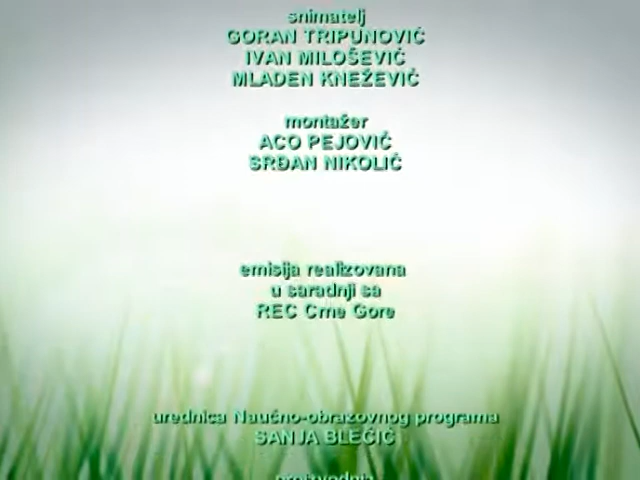 snimatelj
GORAN TRIPUNOVIĆ
IVAN MILOŠEVIĆ
MLADEN KNEŽEVIĆ
montažer
ACO PEJOVIĆ
SRĐAN NIKOLIĆ
emisija realizovana
u saradnji sa
REC Crne Gore
urednica Naučno-obrazovnog programa
SANJA BLEČIĆ